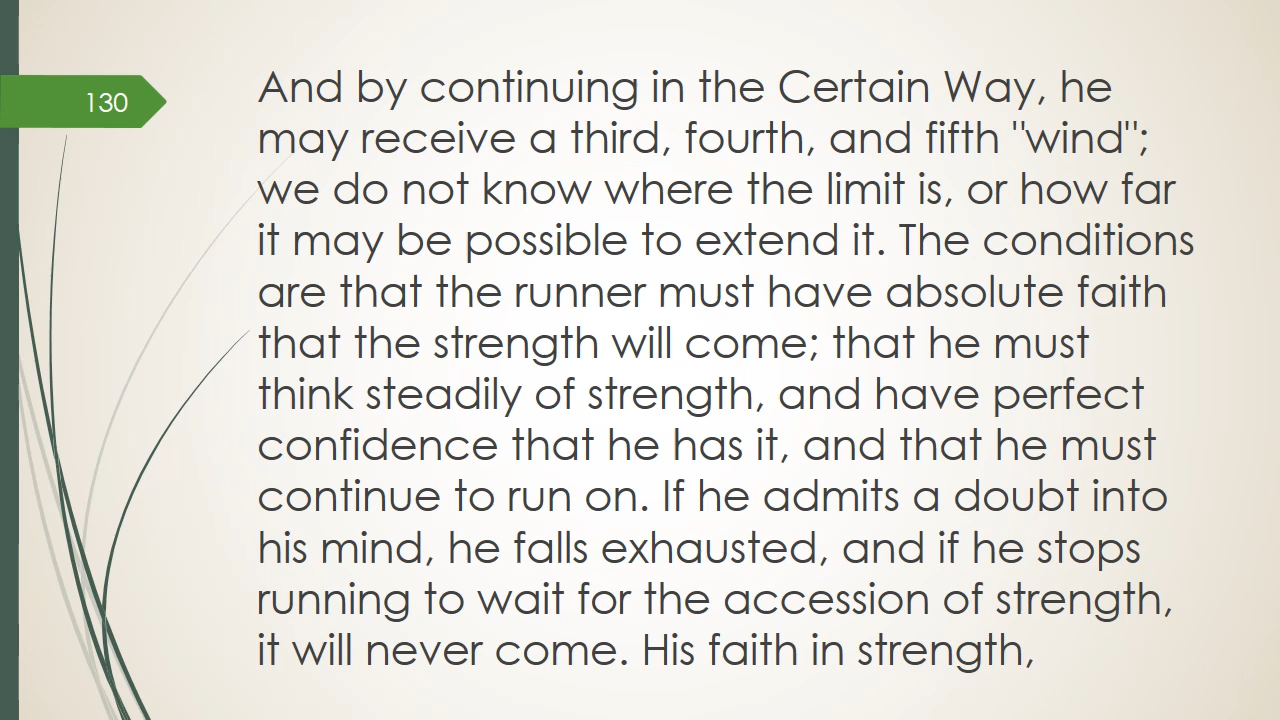 130
And by continuing in the Certain Way, he
may receive a third, fourth, and fifth "wind";
we do not know where the limit is, or how far
it may be possible to extend it. The conditions
are that the runner must have absolute faith
that the strength will come; that he must
think steadily of strength, and have perfect
confidence that he has it, and that he must
continue to run on. If he admits a doubt into
his mind, he falls exhausted, and if he stops
running to wait for the accession of strength,
it will never come. His faith in strength,